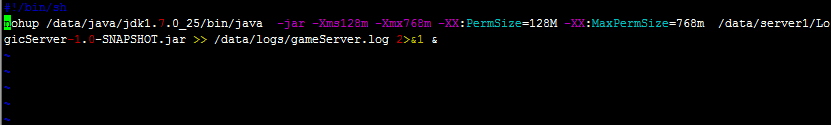 #!/bin/sh
nohup /data/java/jdk1.7.0_25/bin/java  -jar -Xms128m -Xmx768m -XX:PermSize=128M -XX:MaxPermSize=768m  /data/server1/Lo
gicServer-1.0-SNAPSHOT.jar >> /data/logs/gameServer.log 2>&1 &
~
~
~
~
~